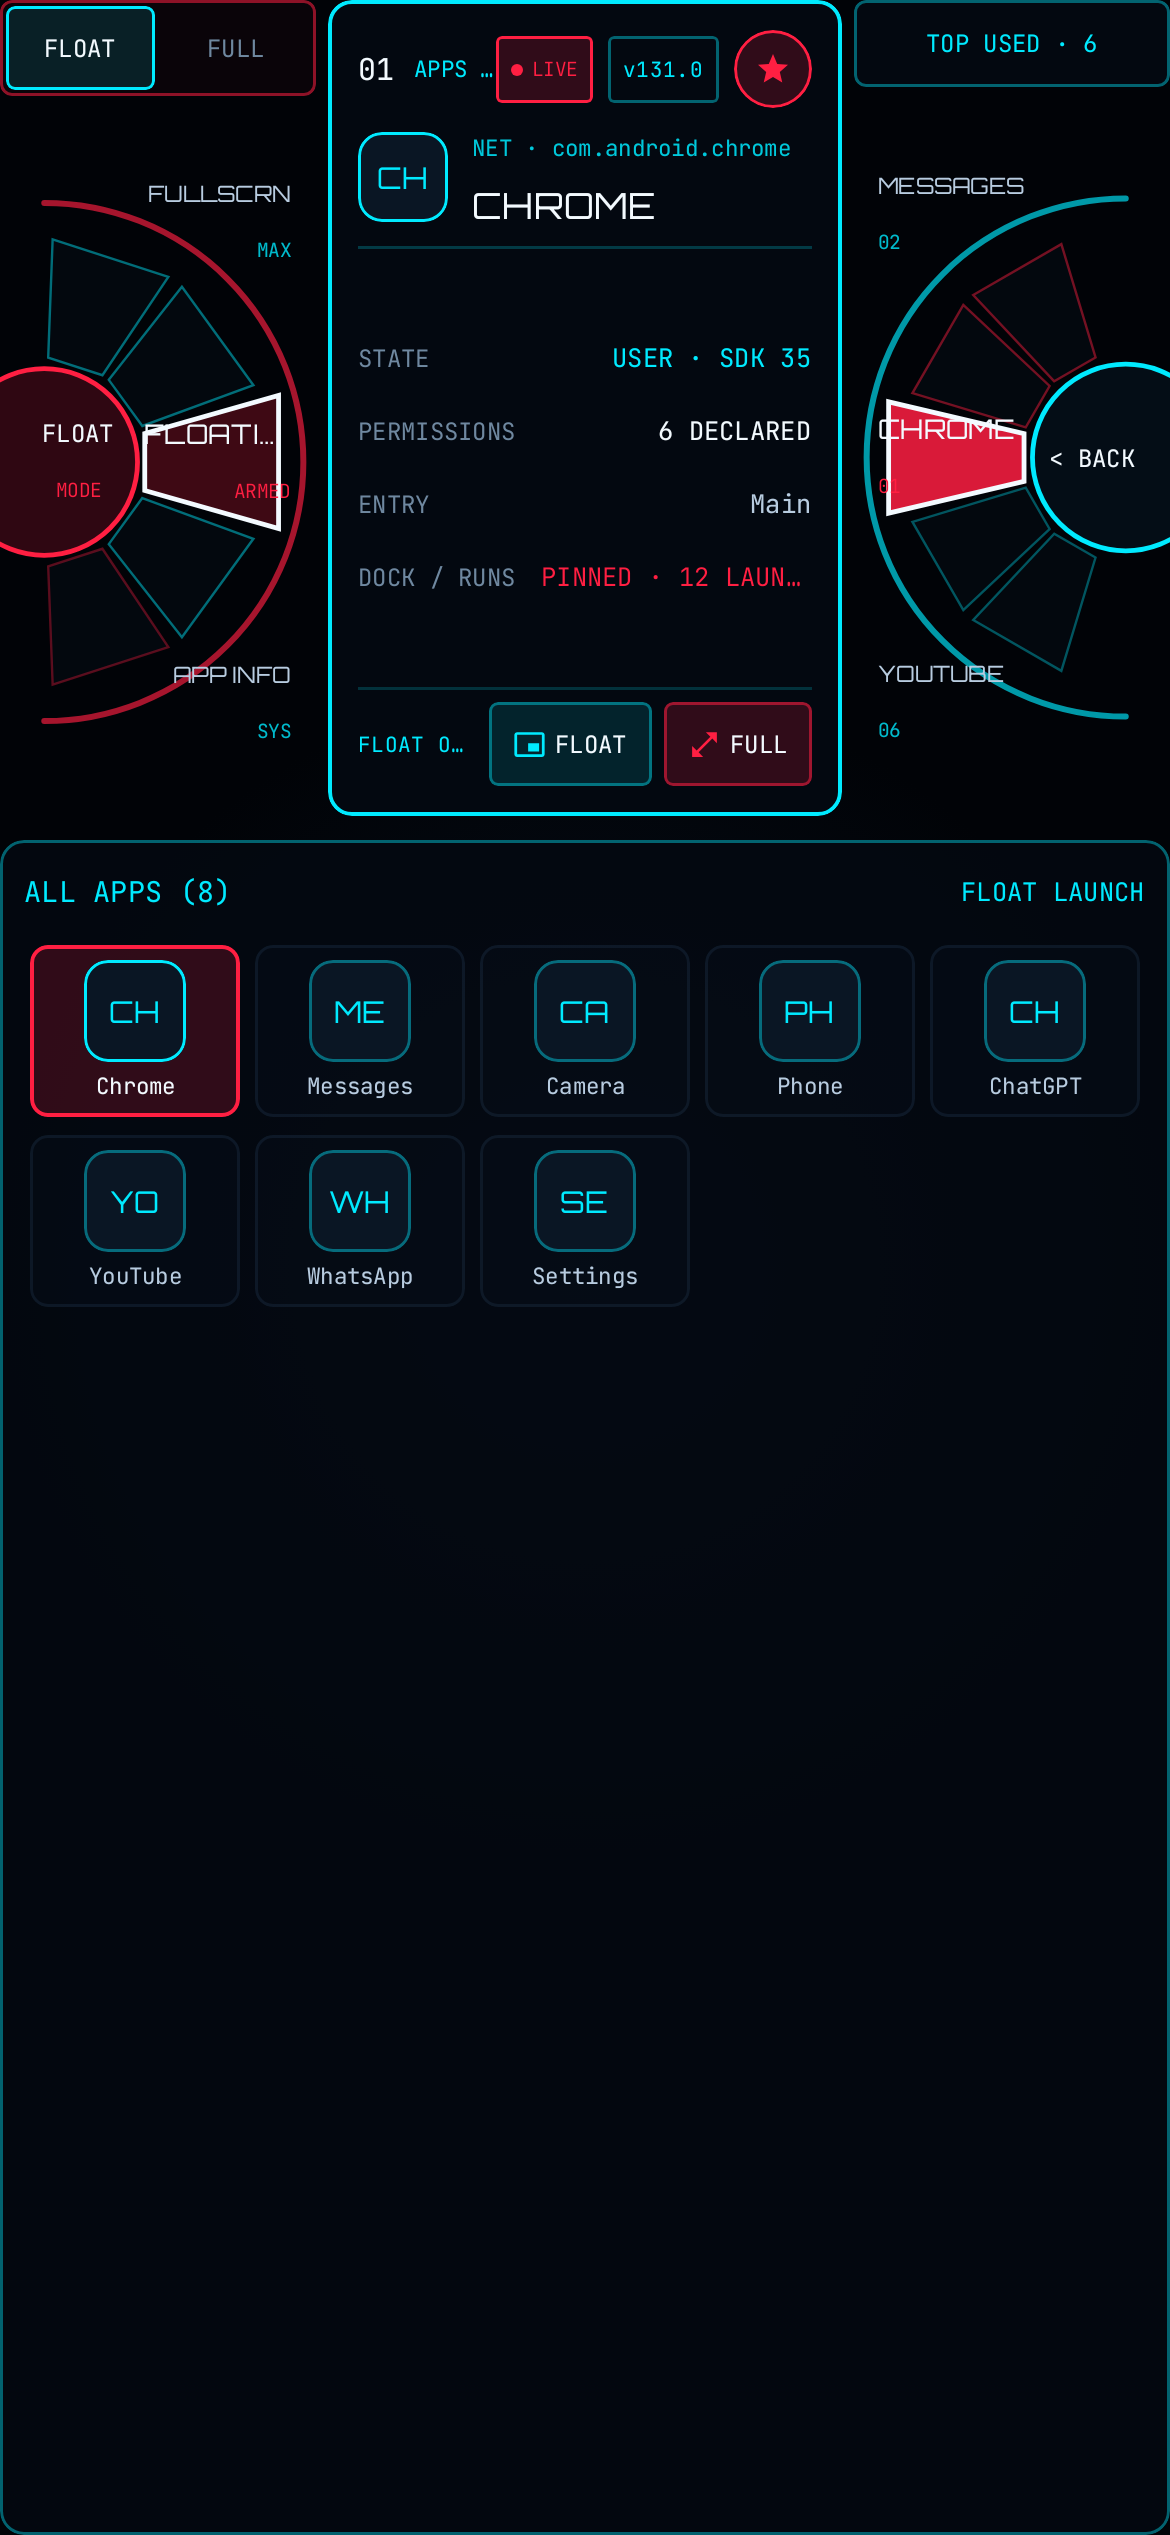 FLOAT
FULL
FULLSCRN
MAX
FLOAT
MODE
FLOATI…
ARMED
APP INFO
SYS
01 APPS …
LIVE
v131.0
CH
NET · com.android.chrome
CHROME
STATE USER · SDK 35
PERMISSIONS 6 DECLARED
ENTRY Main
DOCK / RUNS PINNED · 12 LAUN…
FLOAT O…
FLOAT
FULL
TOP USED · 6
MESSAGES
02
CHROME
01
< BACK
YOUTUBE
06
ALL APPS (8)
FLOAT LAUNCH
CH
Chrome
ME
Messages
CA
Camera
PH
Phone
CH
ChatGPT
YO
YouTube
WH
WhatsApp
SE
Settings